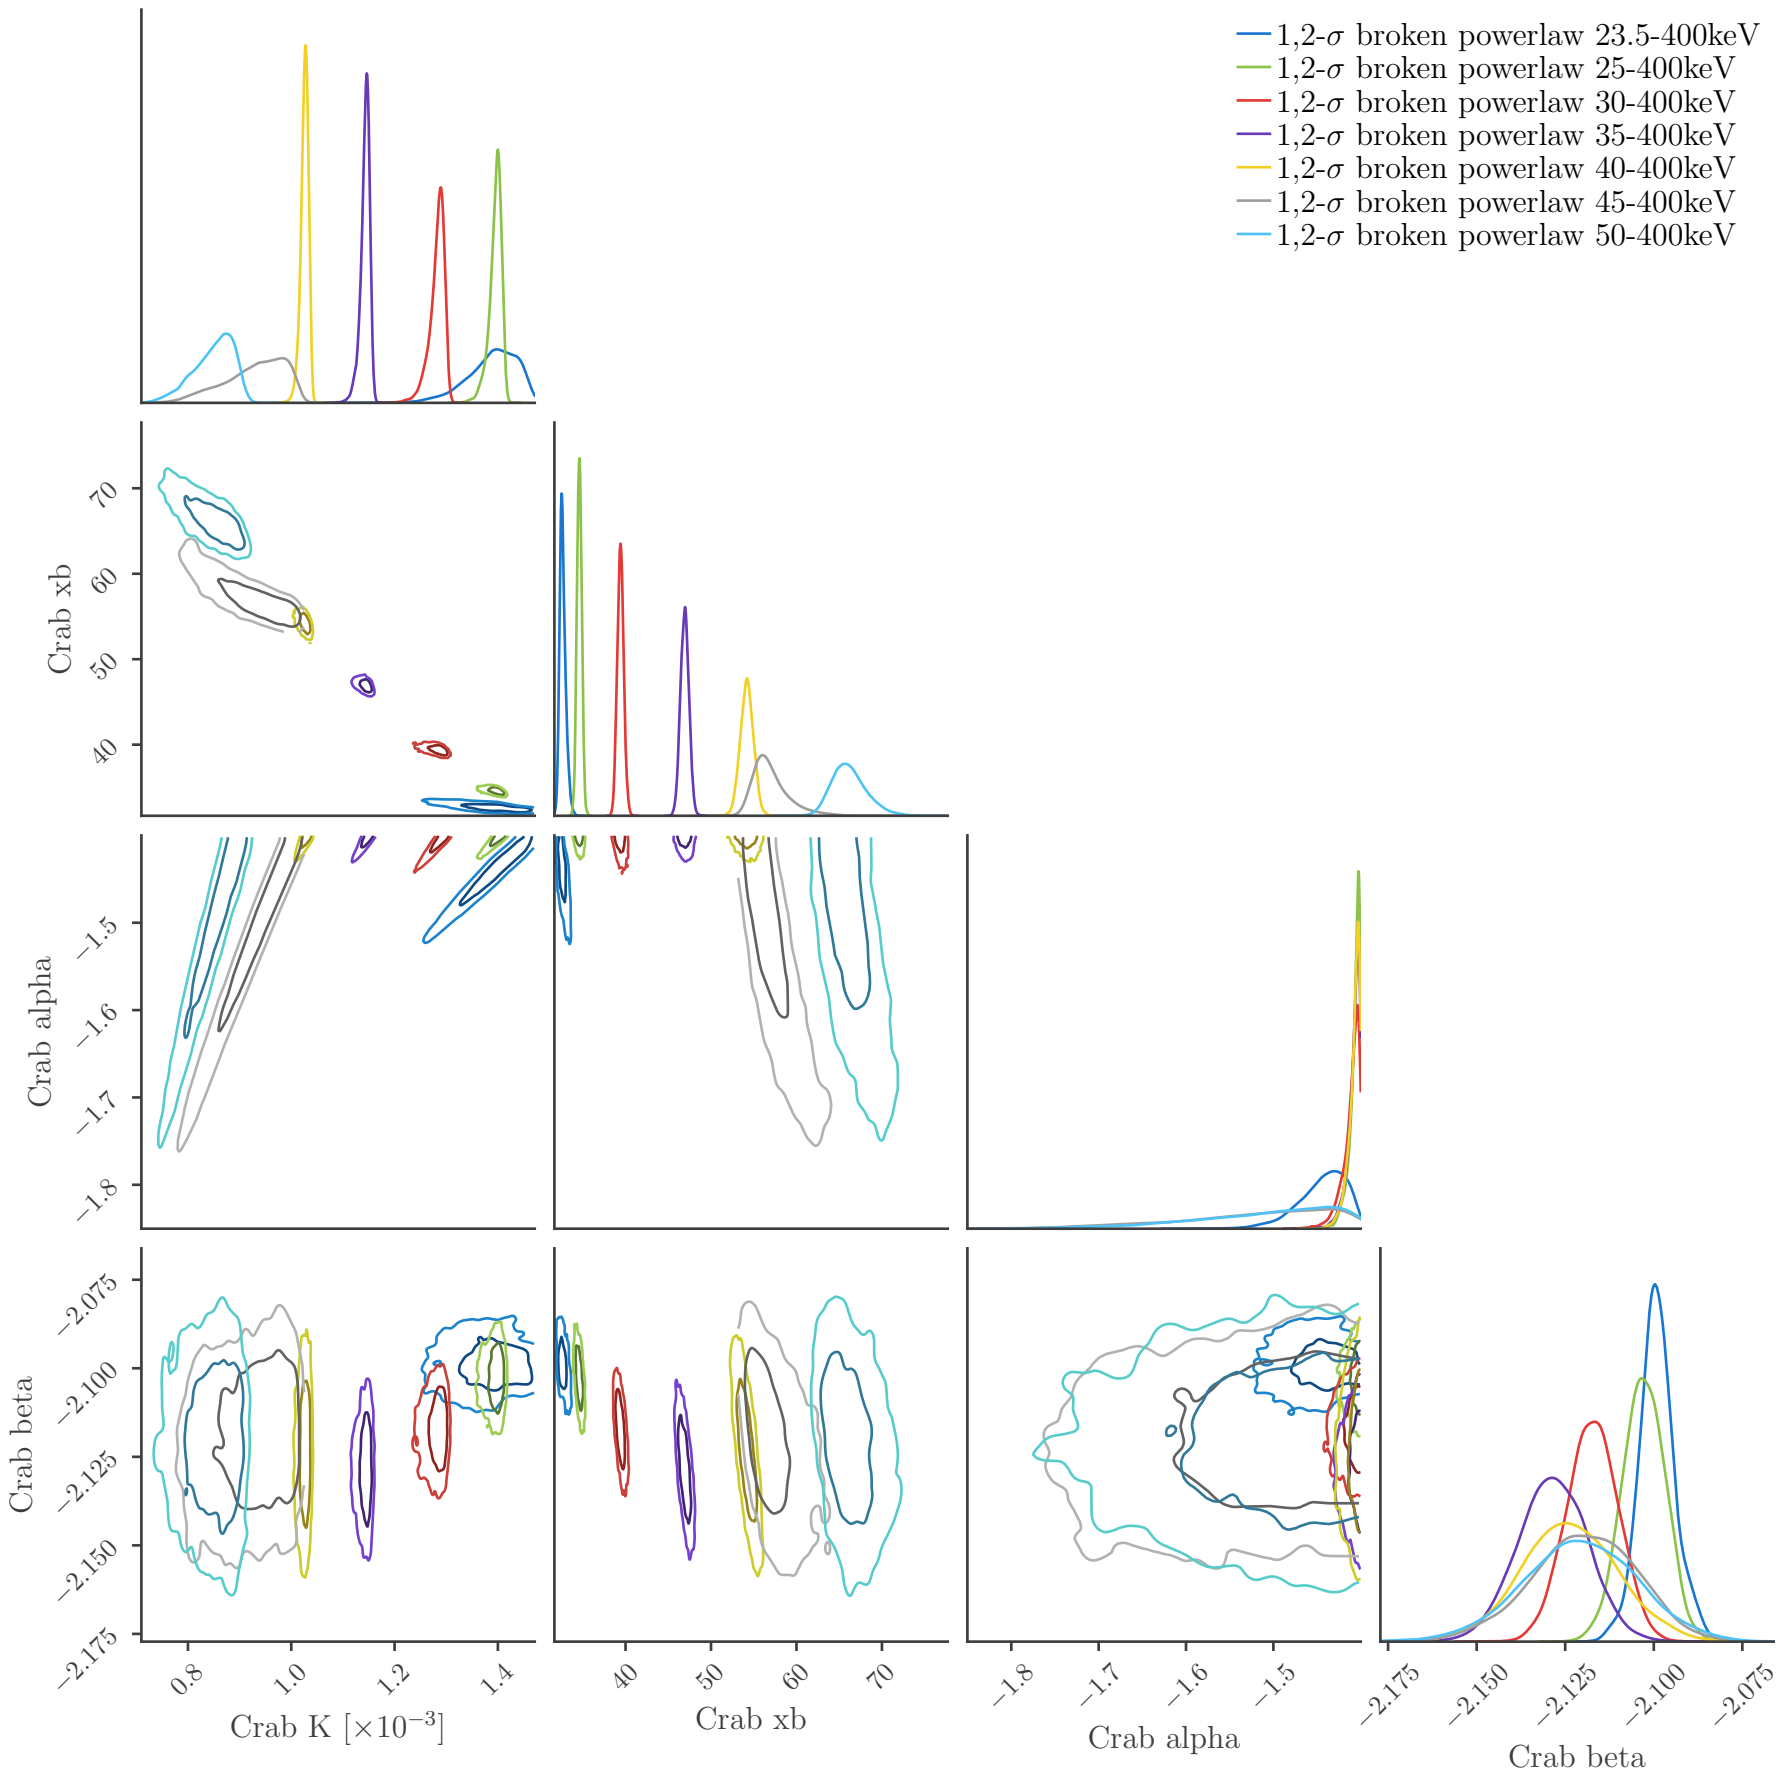 1,2-σ broken powerlaw 23.5-400keV
1,2-σ broken powerlaw 25-400keV
1,2-σ broken powerlaw 30-400keV
1,2-σ broken powerlaw 35-400keV
1,2-σ broken powerlaw 40-400keV
1,2-σ broken powerlaw 45-400keV
1,2-σ broken powerlaw 50-400keV
Crab xb
70
60
50
40
Crab alpha
−1.5
−1.6
−1.7
−1.8
Crab beta
−2.075
−2.100
−2.125
−2.150
−2.175
0.8
1.0
1.2
1.4
Crab K [×10⁻³]
40
50
60
70
Crab xb
−1.8
−1.7
−1.6
−1.5
Crab alpha
−2.175
−2.150
−2.125
−2.100
−2.075
Crab beta